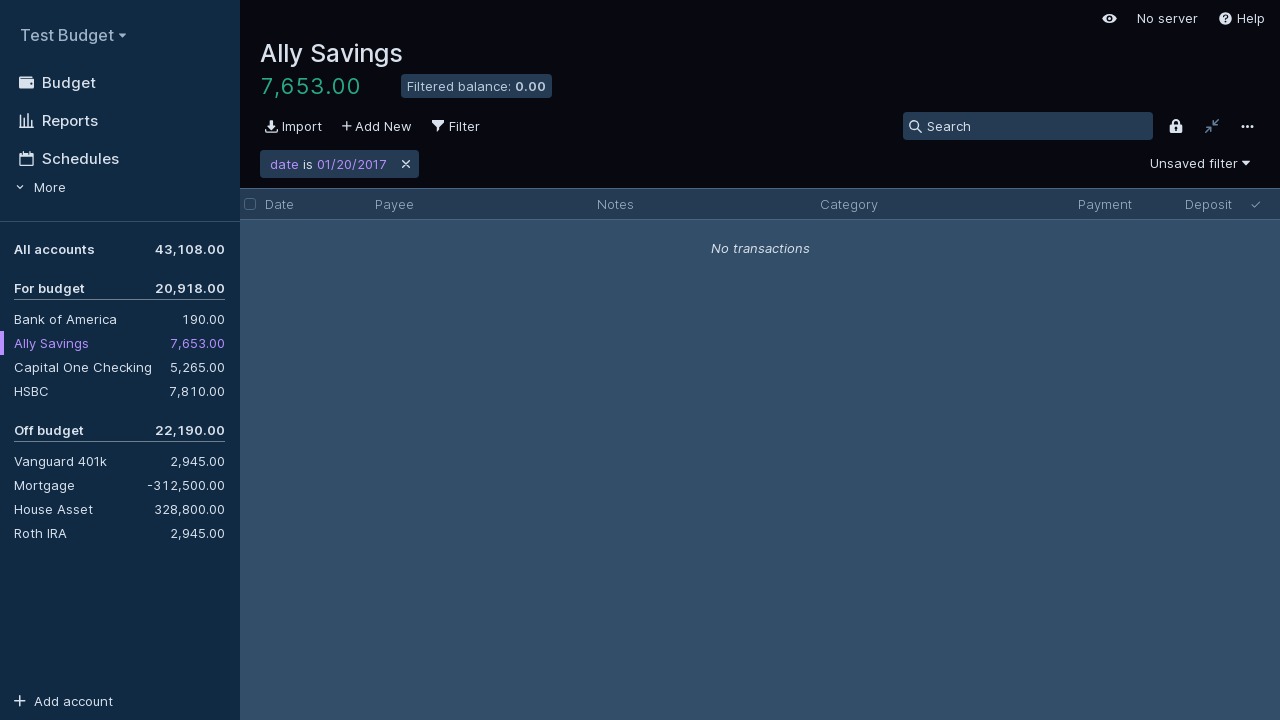 Test Budget
Budget
Reports
Schedules
More
All accounts 43,108.00
For budget 20,918.00
Bank of America 190.00
Ally Savings 7,653.00
Capital One Checking 5,265.00
HSBC 7,810.00
Off budget 22,190.00
Vanguard 401k 2,945.00
Mortgage -312,500.00
House Asset 328,800.00
Roth IRA 2,945.00
Add account
No server Help
Ally Savings
7,653.00 Filtered balance: 0.00
Import Add New Filter Search
date is 01/20/2017 Unsaved filter
Date Payee Notes Category Payment Deposit
No transactions